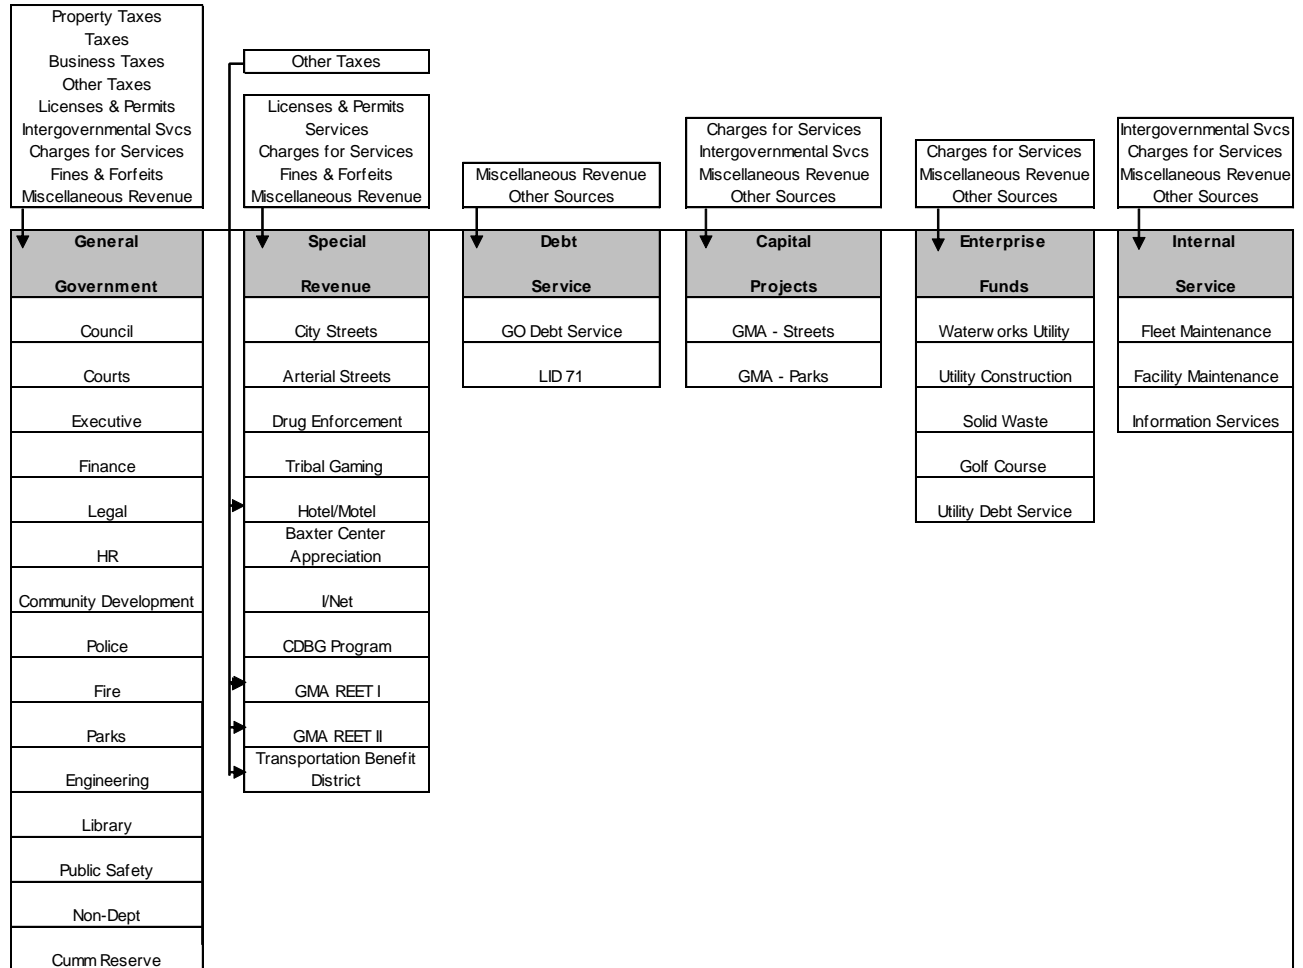 Property Taxes
Taxes
Business Taxes
Other Taxes
Licenses & Permits
Intergovernmental Svcs
Charges for Services
Fines & Forfeits
Miscellaneous Revenue
Other Taxes
Licenses & Permits
Services
Charges for Services
Fines & Forfeits
Miscellaneous Revenue
Miscellaneous Revenue
Other Sources
Charges for Services
Intergovernmental Svcs
Miscellaneous Revenue
Other Sources
Charges for Services
Miscellaneous Revenue
Other Sources
Intergovernmental Svcs
Charges for Services
Miscellaneous Revenue
Other Sources
General
Government
Council
Courts
Executive
Finance
Legal
HR
Community Development
Police
Fire
Parks
Engineering
Library
Public Safety
Non-Dept
Cumm Reserve
Special
Revenue
City Streets
Arterial Streets
Drug Enforcement
Tribal Gaming
Hotel/Motel
Baxter Center
Appreciation
I/Net
CDBG Program
GMA REET I
GMA REET II
Transportation Benefit
District
Debt
Service
GO Debt Service
LID 71
Capital
Projects
GMA - Streets
GMA - Parks
Enterprise
Funds
Waterworks Utility
Utility Construction
Solid Waste
Golf Course
Utility Debt Service
Internal
Service
Fleet Maintenance
Facility Maintenance
Information Services